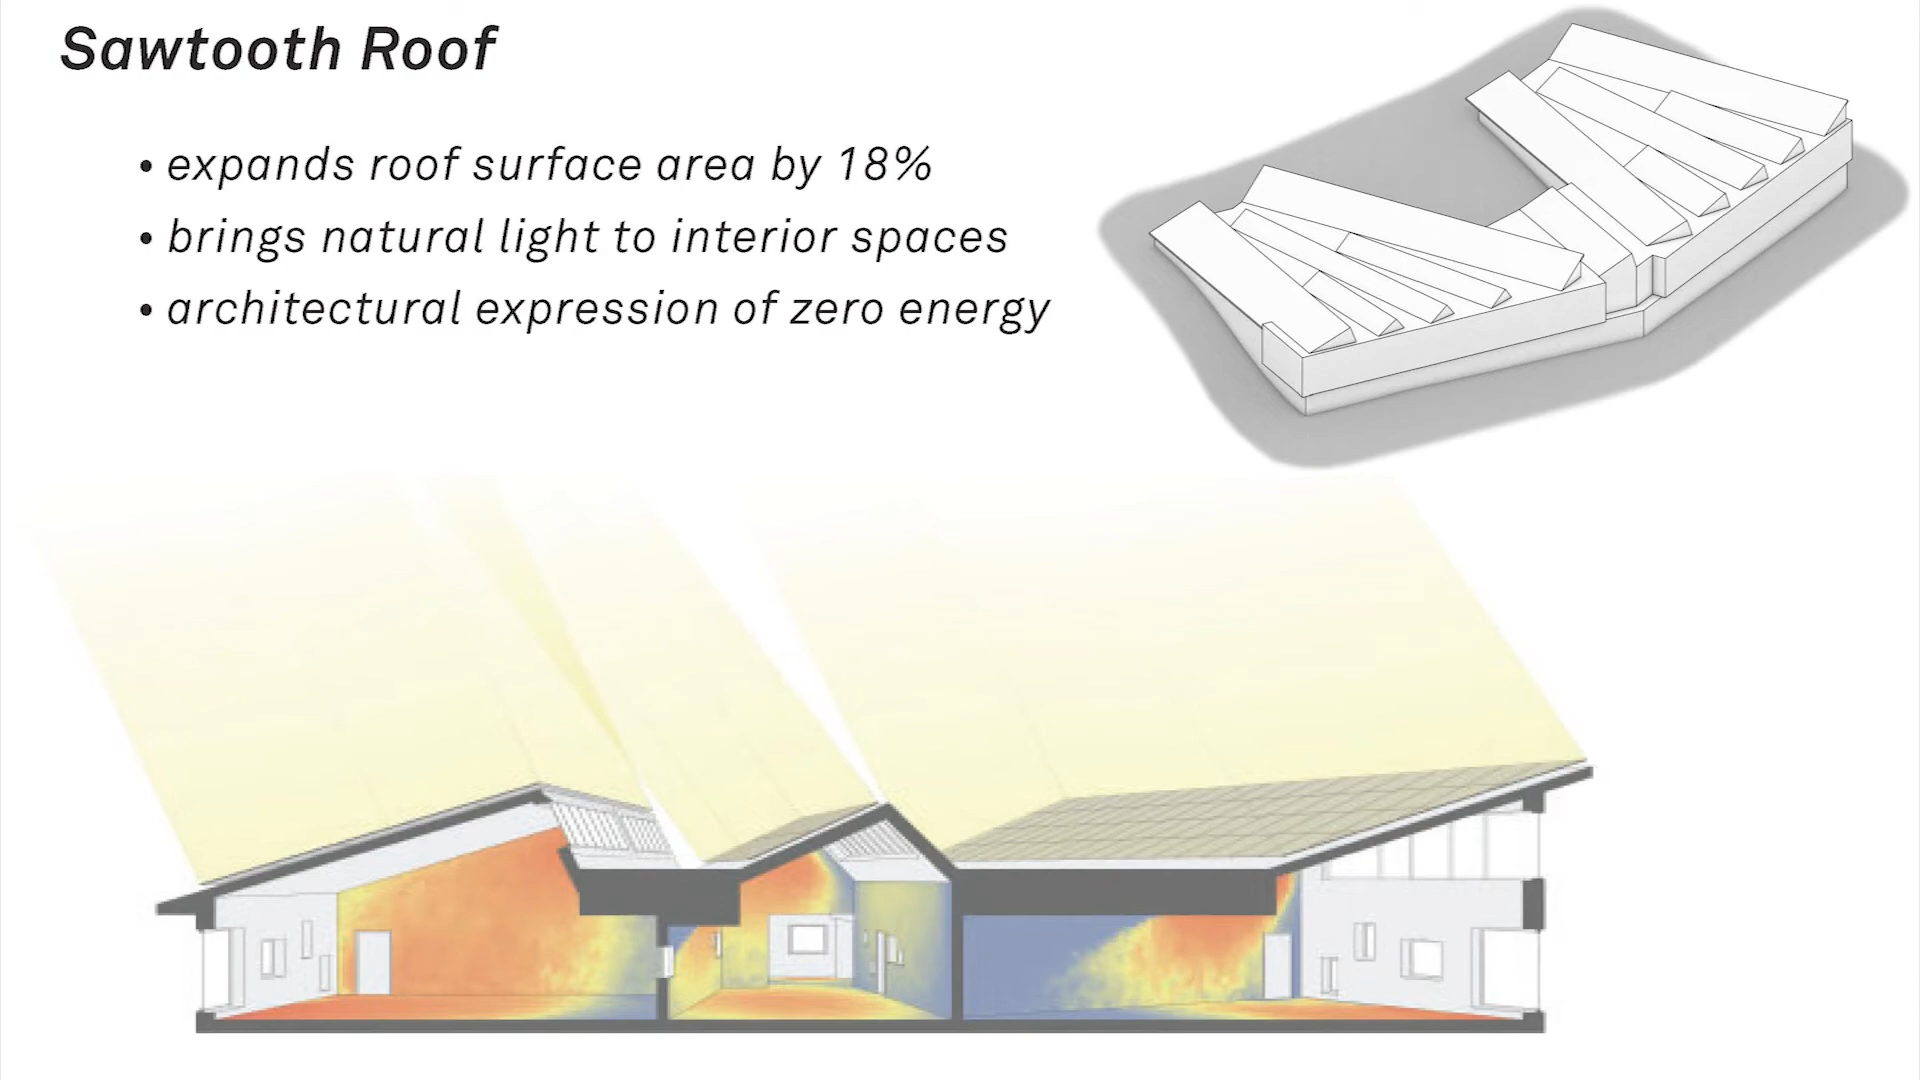 Sawtooth Roof
• expands roof surface area by 18%
• brings natural light to interior spaces
• architectural expression of zero energy